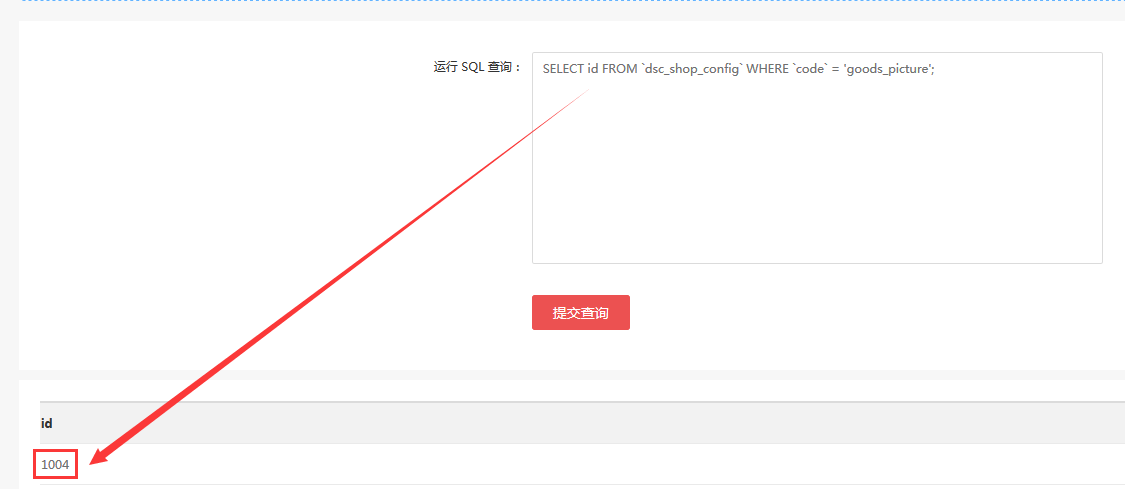 运行 SQL 查询：
SELECT id FROM `dsc_shop_config` WHERE `code` = 'goods_picture';
提交查询
id
1004